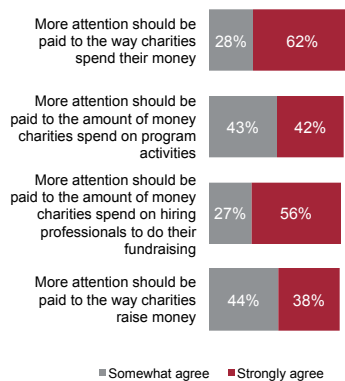 More attention should be
paid to the way charities
spend their money
28% 62%
More attention should be
paid to the amount of money
charities spend on program
activities
43% 42%
More attention should be
paid to the amount of money
charities spend on hiring
professionals to do their
fundraising
27% 56%
More attention should be
paid to the way charities
raise money
44% 38%
Somewhat agree Strongly agree